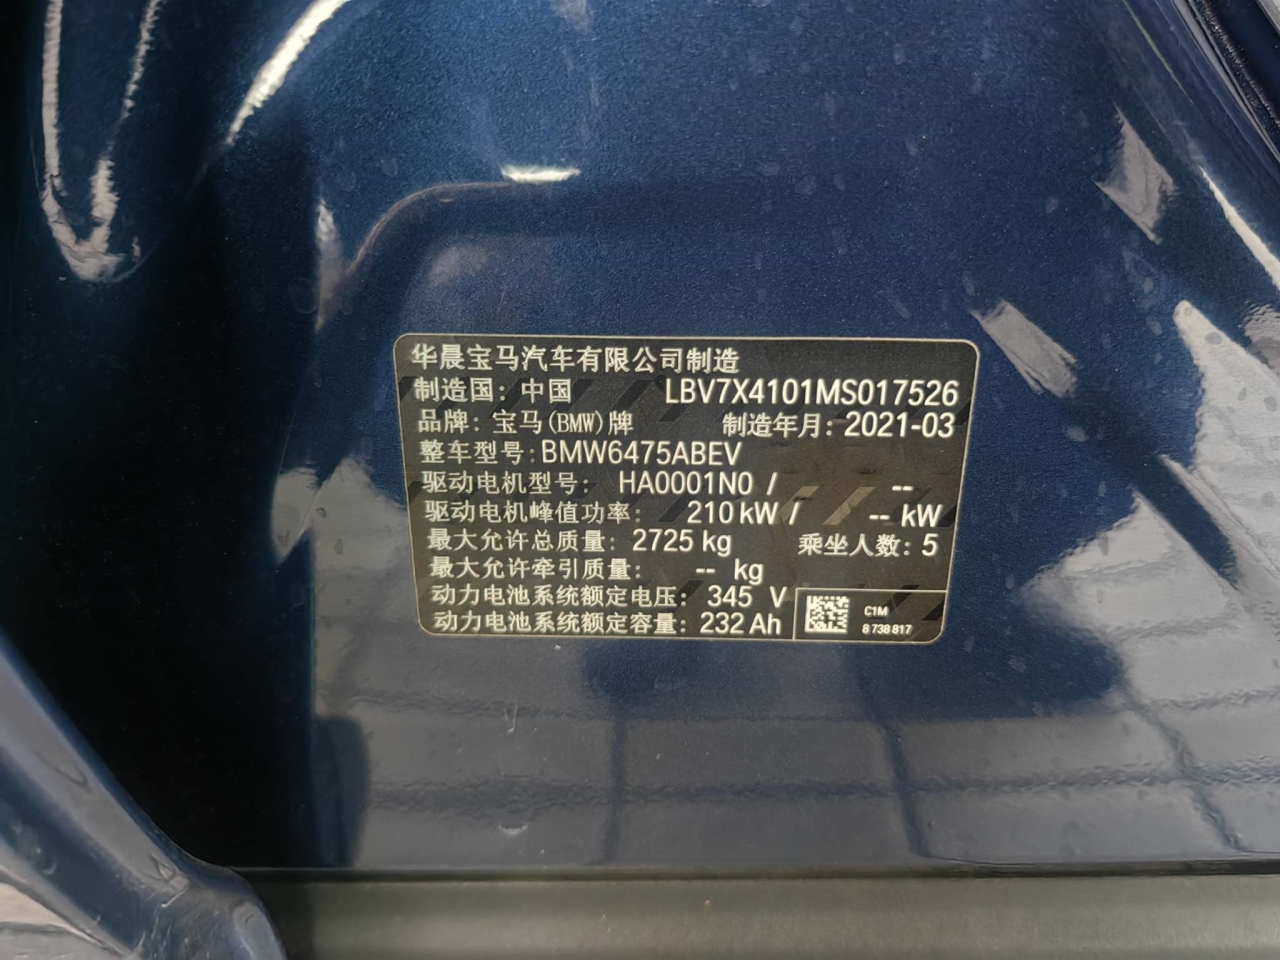 华晨宝马汽车有限公司制造
制造国：中国 LBV7X4101MS017526
品牌：宝马(BMW)牌 制造年月：2021-03
整车型号:BMW6475ABEV
驱动电机型号： HA0001N0 / --
驱动电机峰值功率： 210 kW / -- kW
最大允许总质量： 2725 kg 乘坐人数：5
最大允许牵引质量： -- kg
动力电池系统额定电压： 345 V
动力电池系统额定容量：232 Ah
C1M
8 738 817